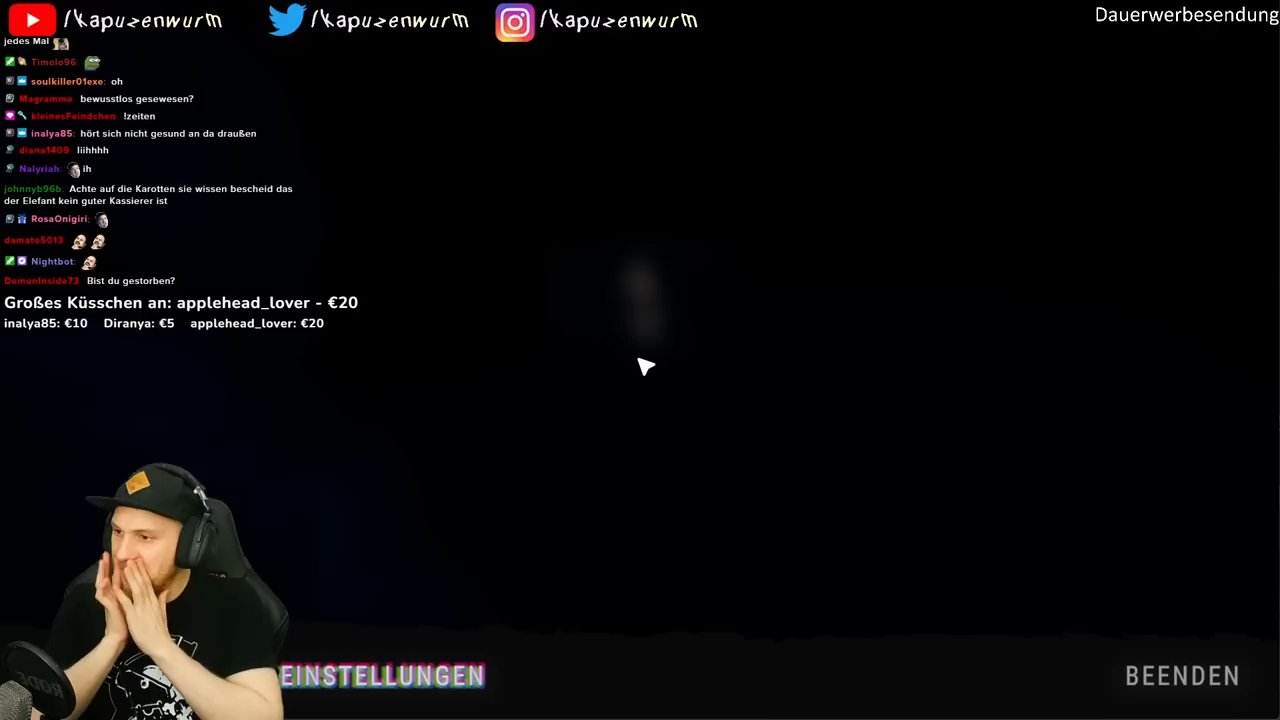 /kapuzenwurm /kapuzenwurm /kapuzenwurm Dauerwerbesendung
jedes Mal
Timolo96:
soulkiller01exe: oh
Magrammo: bewusstlos gesewesen?
kleinesFeindchen: !zeiten
inalya85: hört sich nicht gesund an da draußen
diana1409: Iiihhhh
Nalyriah: ih
johnnyb96b: Achte auf die Karotten sie wissen bescheid das
der Elefant kein guter Kassierer ist
RosaOnigiri:
damato5013:
Nightbot:
DemonInside73: Bist du gestorben?
Großes Küsschen an: applehead_lover - €20
inalya85: €10 Diranya: €5 applehead_lover: €20
RODE
EINSTELLUNGEN BEENDEN